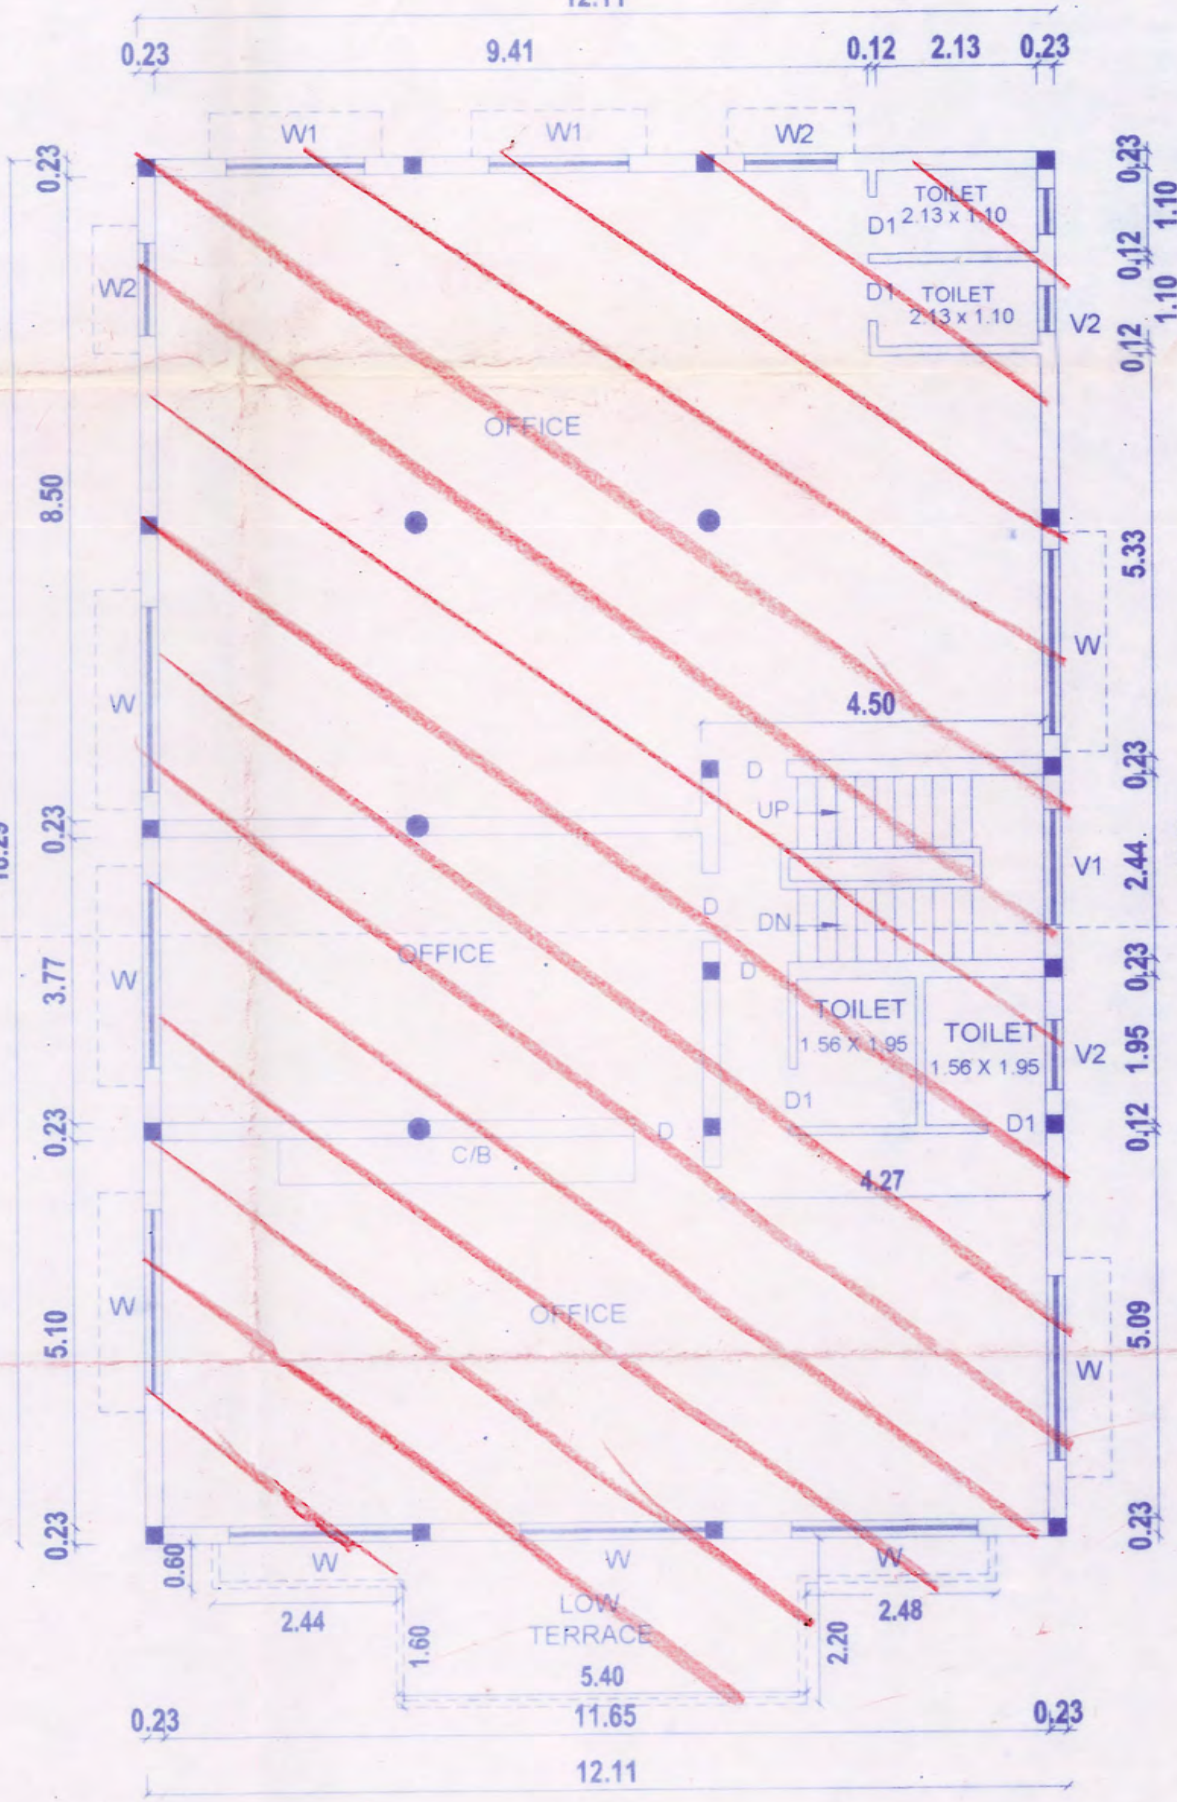 12.11
0.23 9.41 0.12 2.13 0.23
W1 W1 W2
0.23
0.23
1.10
TOILET
2.13 x 1.10
D1
0.12
W2
D1
TOILET
2.13 x 1.10
1.10
V2
0.12
OFFICE
8.50
5.33
W
W
4.50
D
0.23
UP
0.23
V1
2.44
D
DN
OFFICE
D
0.23
W
3.77
TOILET
1.56 X 1.95
TOILET
1.56 X 1.95
V2
1.95
D1
D1
0.23
D
0.12
C/B
4.27
W
OFFICE
5.10
5.09
W
0.23
0.23
0.60
W W W
2.44
LOW
TERRACE
2.48
1.60
2.20
5.40
0.23 11.65 0.23
12.11